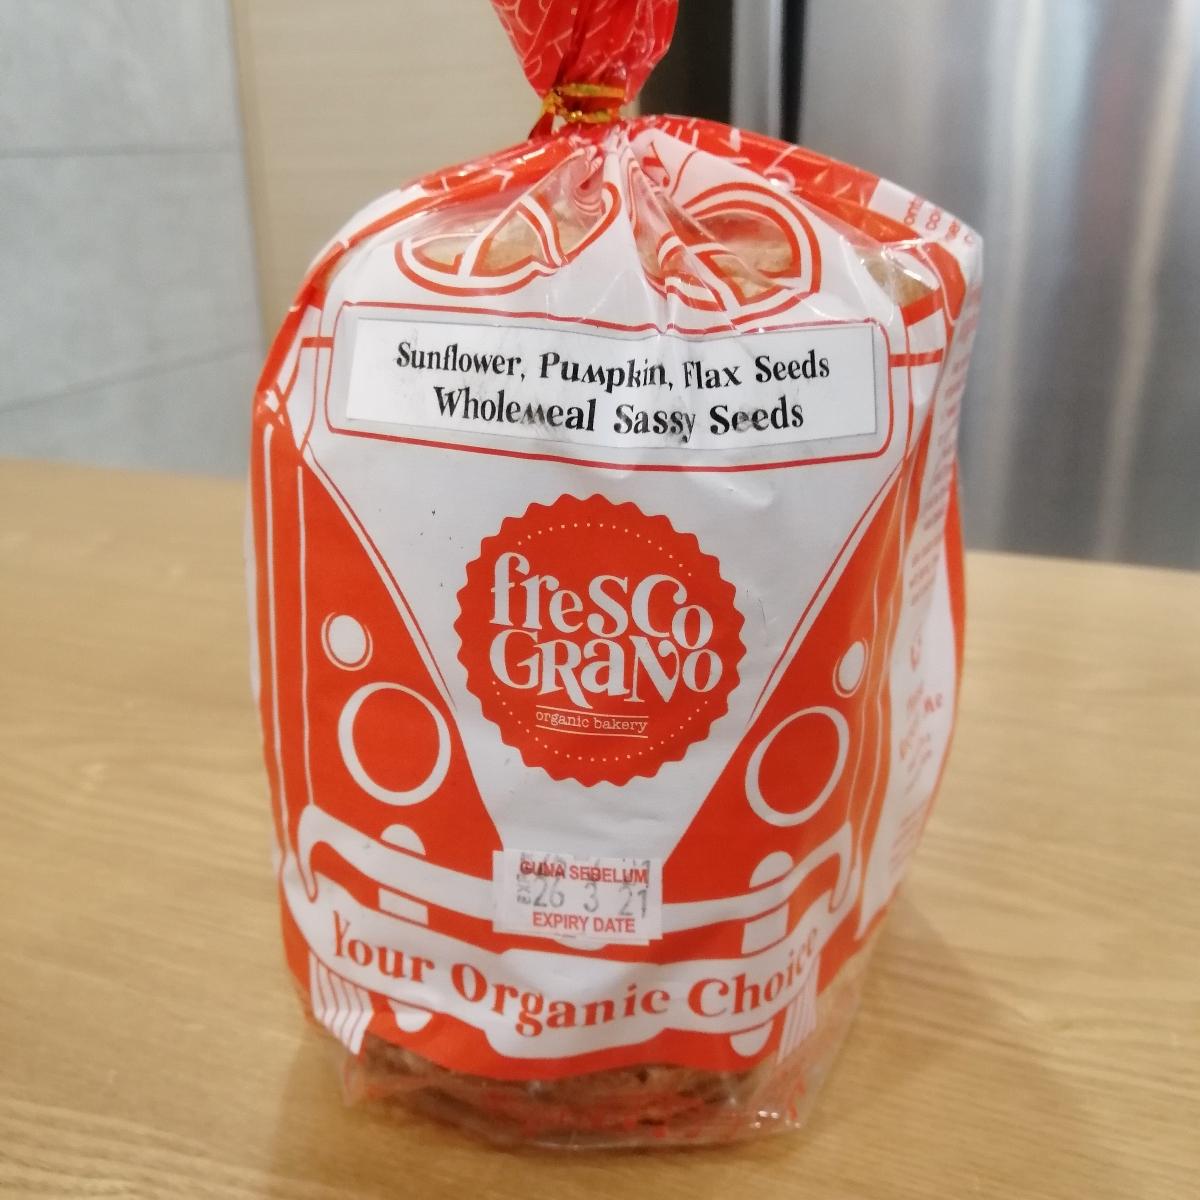 Sunflower, Pumpkin, Flax Seeds
Wholemeal Sassy Seeds
fresco
GRANO
organic bakery
GUNA SEBELUM
EXP
26 3 21
EXPIRY DATE
Your Organic Choice